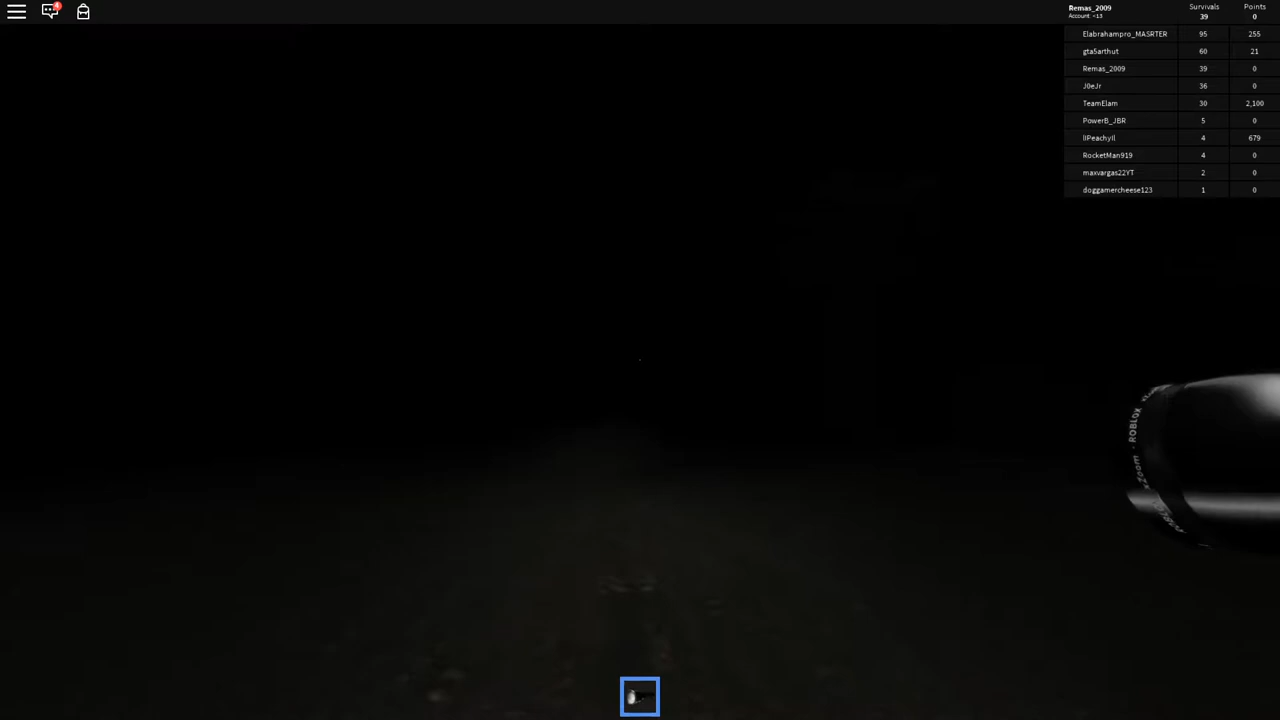 4
Remas_2009 Survivals Points
Account: <13 39 0
Elabrahampro_MASRTER 95 255
gta5arthut 60 21
Remas_2009 39 0
J0eJr 36 0
TeamElam 30 2,100
PowerB_JBR 5 0
RocketMan919 4 0
maxvargas22YT 2 0
doggamercheese123 1 0
4 679
xZoom - ROBLOX